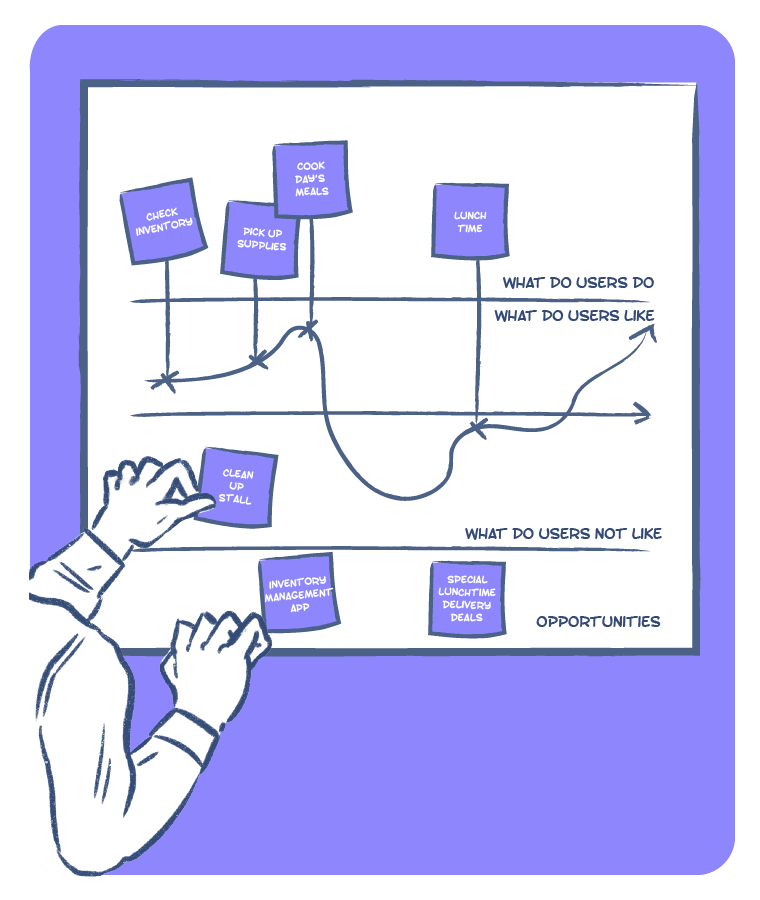 COOK
DAY'S
MEALS
CHECK
INVENTORY
PICK UP
SUPPLIES
LUNCH
TIME
WHAT DO USERS DO
WHAT DO USERS LIKE
CLEAN
UP
STALL
WHAT DO USERS NOT LIKE
INVENTORY
MANAGEMENT
APP
SPECIAL
LUNCHTIME
DELIVERY
DEALS
OPPORTUNITIES